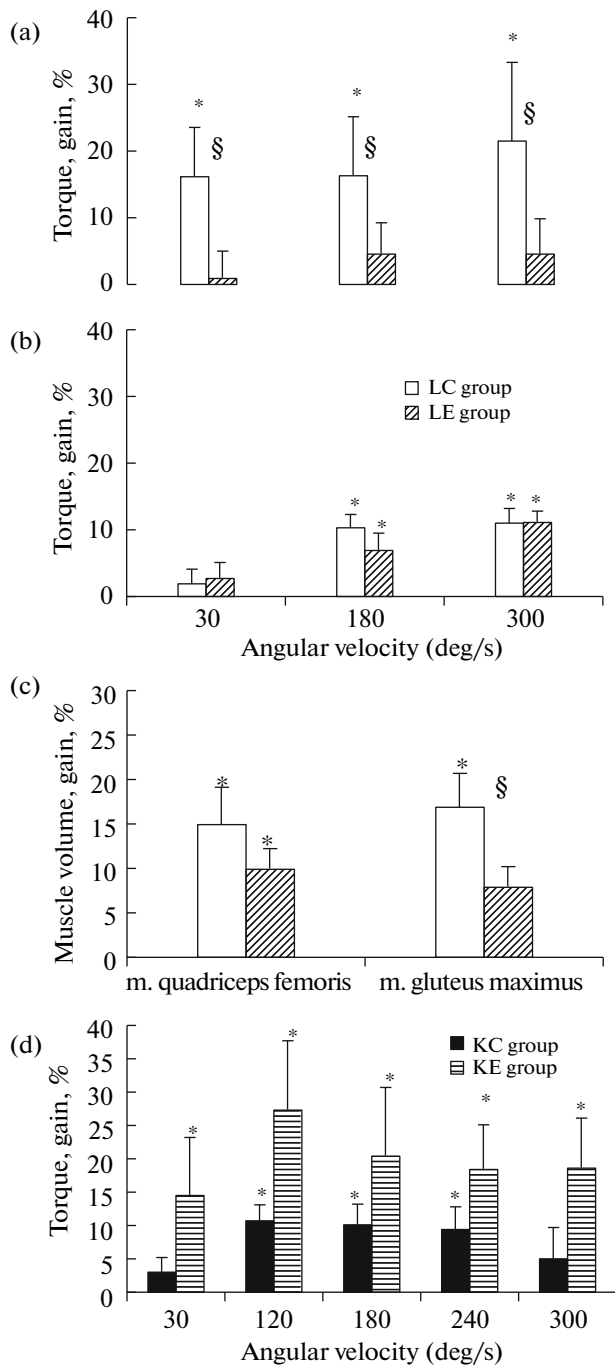 (a)
Torque, gain, %
40
30
20
10
0
*
§
*
§
*
§
(b)
Torque, gain, %
40
30
20
10
0
LC group
LE group
*
*
*
*
30 180 300
Angular velocity (deg/s)
(c)
Muscle volume, gain, %
30
25
20
15
10
5
0
*
*
*
§
m. quadriceps femoris m. gluteus maximus
(d)
Torque, gain, %
40
35
30
25
20
15
10
5
0
KC group
KE group
*
*
*
*
*
*
*
*
30 120 180 240 300
Angular velocity (deg/s)